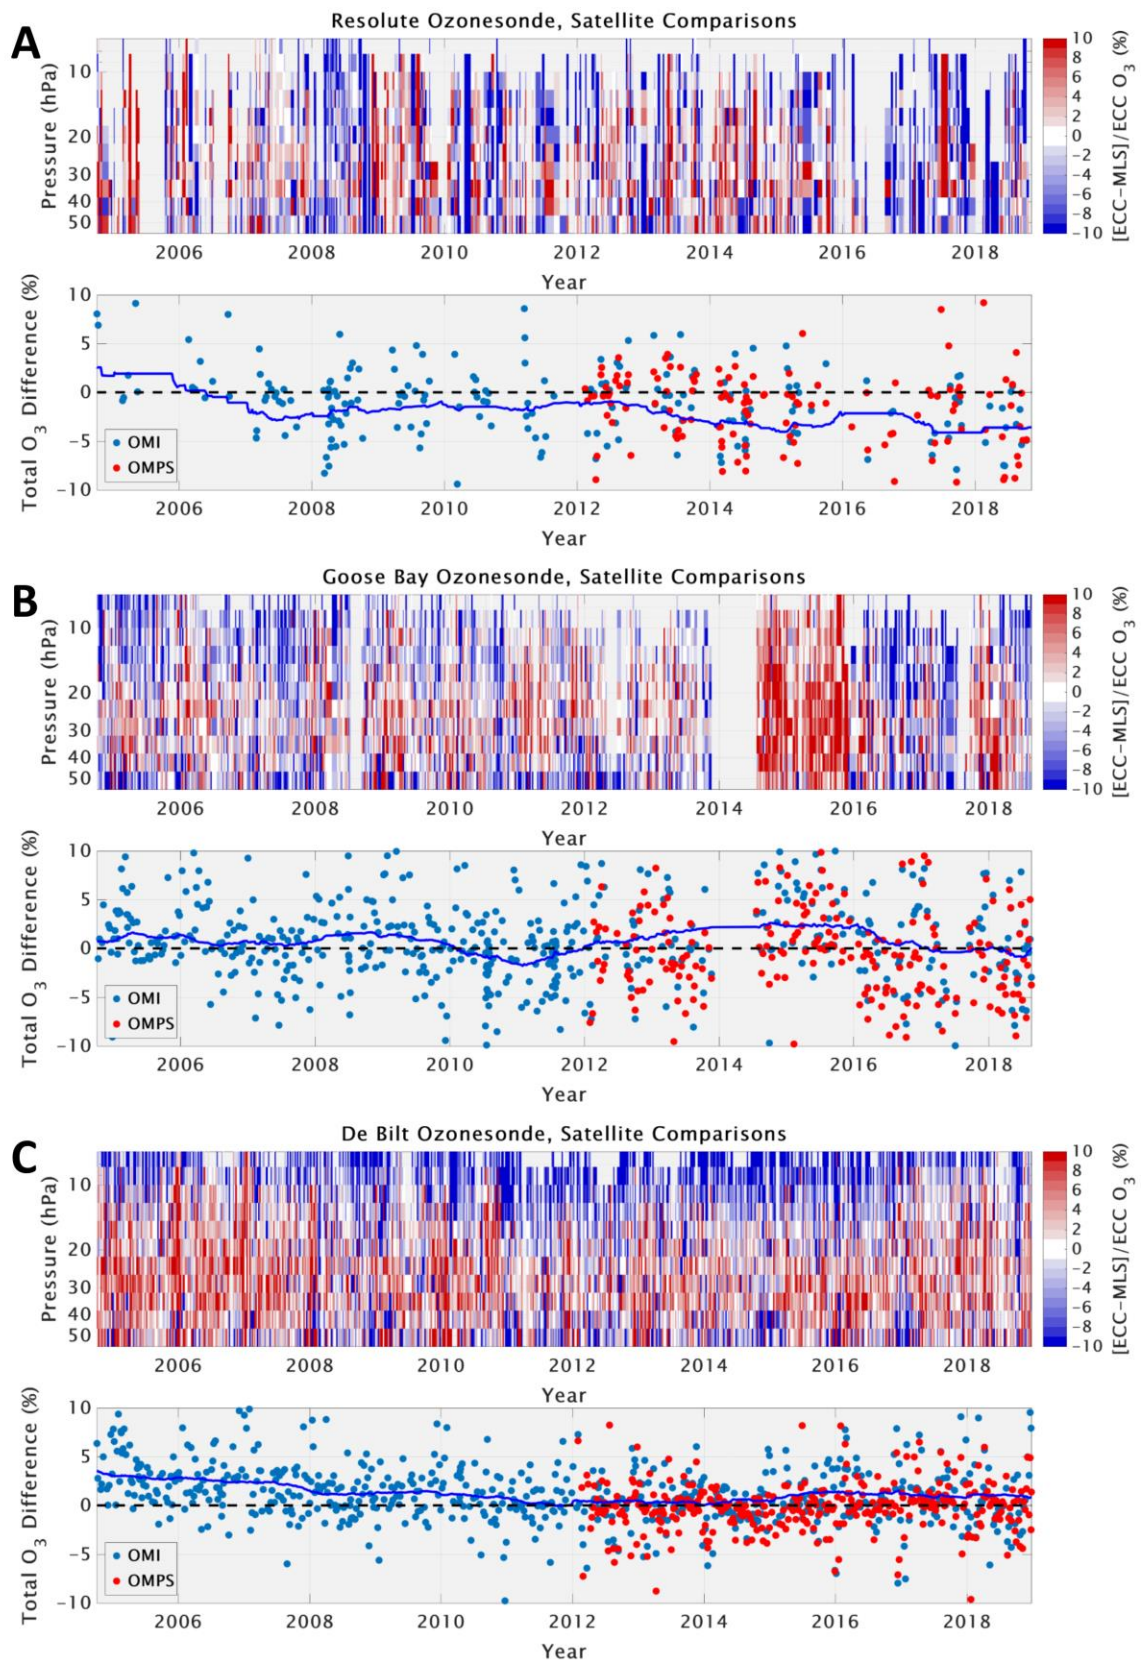 A
Resolute Ozonesonde, Satellite Comparisons
Pressure (hPa)
10
20
30
40
50
2006 2008 2010 2012 2014 2016 2018
Year
10
8
6
4
2
0
−2
−4
−6
−8
−10
[ECC-MLS]/ECC O3 (%)
Total O3 Difference (%)
10
5
0
−5
−10
OMI
OMPS
2006 2008 2010 2012 2014 2016 2018
Year
B
Goose Bay Ozonesonde, Satellite Comparisons
Pressure (hPa)
10
20
30
40
50
2006 2008 2010 2012 2014 2016 2018
Year
10
8
6
4
2
0
−2
−4
−6
−8
−10
[ECC-MLS]/ECC O3 (%)
Total O3 Difference (%)
10
5
0
−5
−10
OMI
OMPS
2006 2008 2010 2012 2014 2016 2018
Year
C
De Bilt Ozonesonde, Satellite Comparisons
Pressure (hPa)
10
20
30
40
50
2006 2008 2010 2012 2014 2016 2018
Year
10
8
6
4
2
0
−2
−4
−6
−8
−10
[ECC-MLS]/ECC O3 (%)
Total O3 Difference (%)
10
5
0
−5
−10
OMI
OMPS
2006 2008 2010 2012 2014 2016 2018
Year